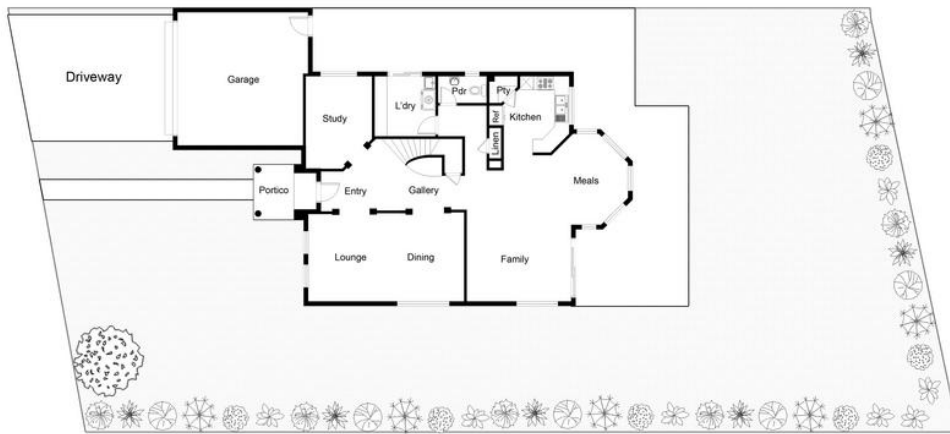 Driveway
Garage
Study
L'dry
Pdr
Pty
Ref
Kitchen
Linen
Portico
Entry
Gallery
Meals
Lounge
Dining
Family